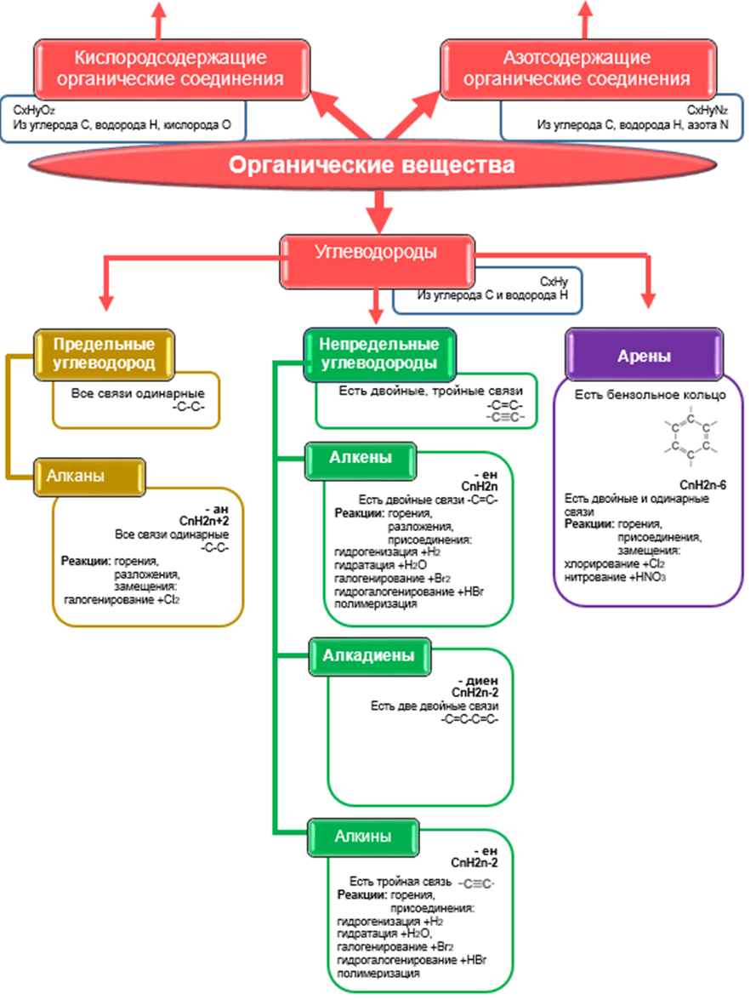 Кислородсодержащие
органические соединения
Азотсодержащие
органические соединения
CxHyOz
Из углерода С, водорода Н, кислорода О
CxHyNz
Из углерода С, водорода Н, азота N
Органические вещества
Углеводороды
CxHy
Из углерода С и водорода Н
Предельные
углеводород
Все связи одинарные
-С-С-
Алканы
- ан
CnH2n+2
Все связи одинарные
-С-С-
Реакции: горения,
разложения,
замещения:
галогенирование +Cl2
Непредельные
углеводороды
Есть двойные, тройные связи
-С=С-
-C≡C-
Алкены
- ен
CnH2n
Есть двойные связи -С=С-
Реакции: горения,
разложения,
присоединения:
гидрогенизация +H2
гидратация +H2O
галогенирование +Br2
гидрогалогенирование +HBr
полимеризация
Алкадиены
- диен
CnH2n-2
Есть две двойные связи
-С=С-С=С-
Алкины
- ен
CnH2n-2
Есть тройная связь -C≡C-
Реакции: горения,
присоединения:
гидрогенизация +H2
гидратация +H2O,
галогенирование +Br2
гидрогалогенирование +HBr
полимеризация
Арены
Есть бензольное кольцо
C
C C
C C
C
CnH2n-6
Есть двойные и одинарные
связи
Реакции: горения,
присоединения,
замещения:
хлорирование +Cl2
нитрование +HNO3